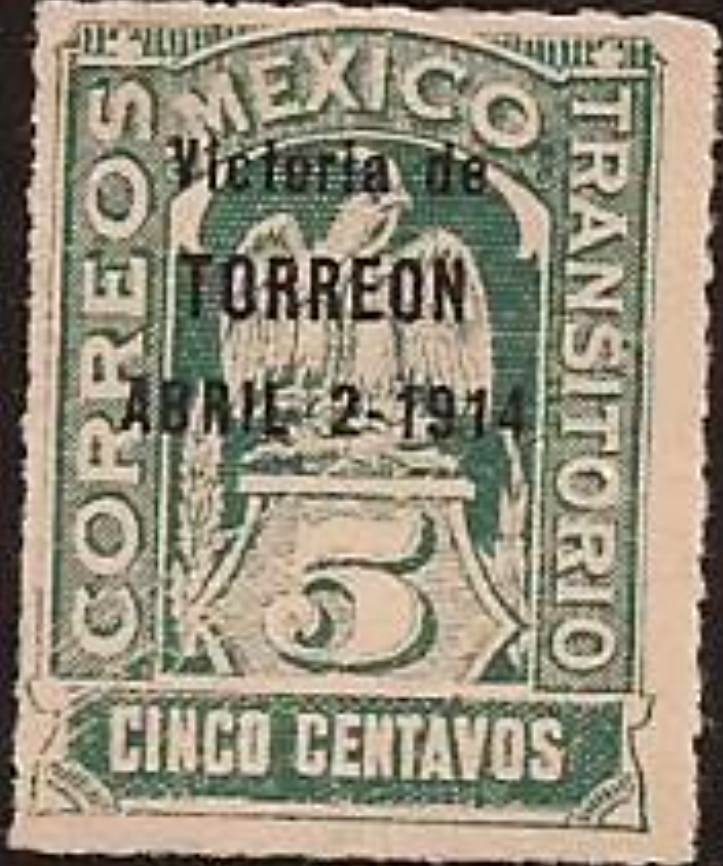 MEXICO
CORREOS
TRANSITORIO
Victoria de
TORREON
ABRIL 2-1914
5
CINCO CENTAVOS